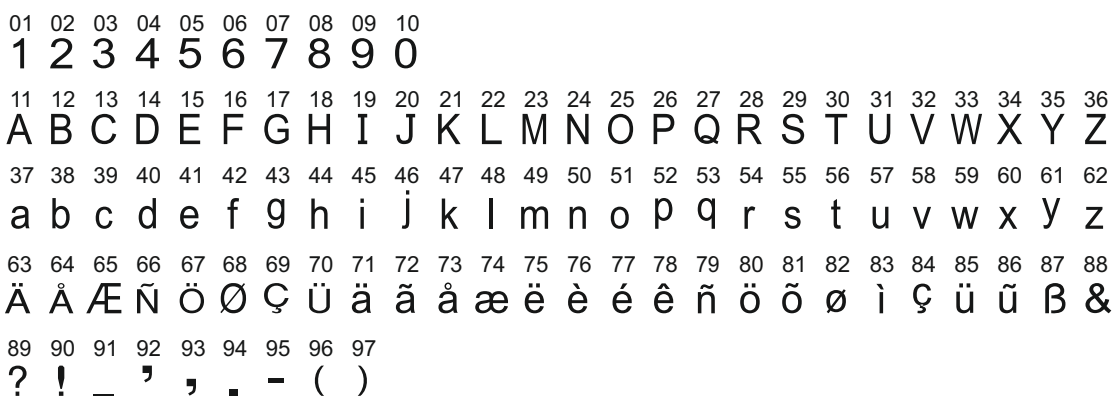 01 02 03 04 05 06 07 08 09 10
1 2 3 4 5 6 7 8 9 0
11 12 13 14 15 16 17 18 19 20 21 22 23 24 25 26 27 28 29 30 31 32 33 34 35 36
A B C D E F G H I J K L M N O P Q R S T U V W X Y Z
37 38 39 40 41 42 43 44 45 46 47 48 49 50 51 52 53 54 55 56 57 58 59 60 61 62
a b c d e f g h i j k l m n o p q r s t u v w x y z
63 64 65 66 67 68 69 70 71 72 73 74 75 76 77 78 79 80 81 82 83 84 85 86 87 88
Ä Å Æ Ñ Ö Ø Ç Ü ä ã å æ ë è é ê ñ ö õ ø ì ç ü ũ ß &
89 90 91 92 93 94 95 96 97
? ! _ ’ , . - ( )